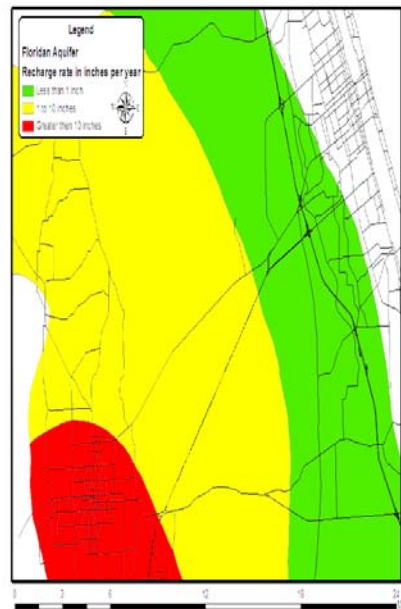 Legend
Floridan Aquifer
Recharge rate in inches per year
Less than 1 inch
1 to 10 inches
Greater then 10 inches
0 3 6 12 18 24